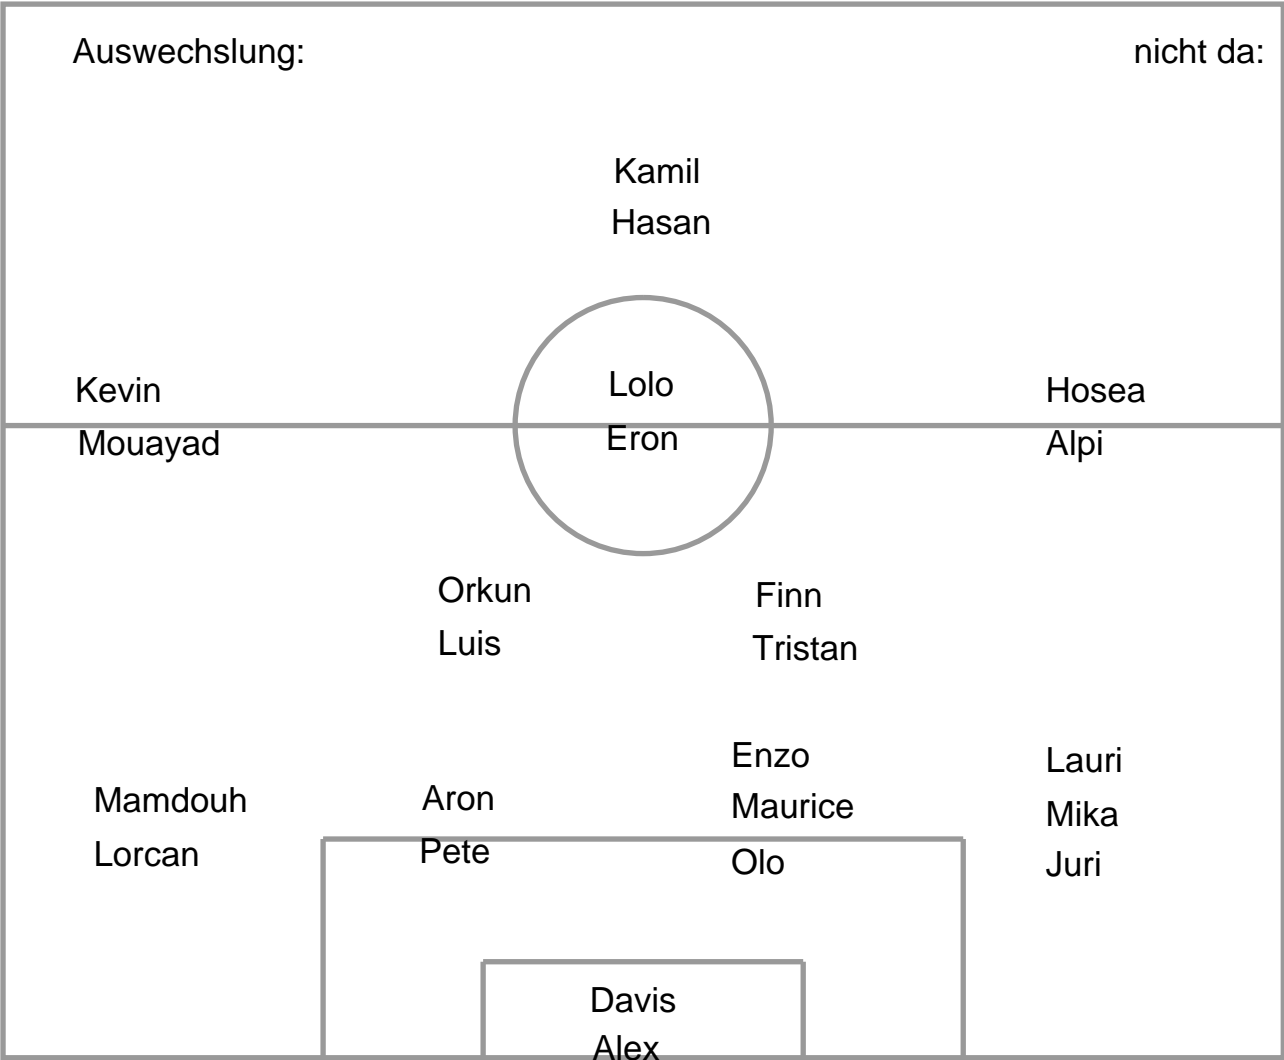 Auswechslung:
nicht da:
Kamil
Hasan
Kevin
Mouayad
Lolo
Eron
Hosea
Alpi
Orkun
Luis
Finn
Tristan
Mamdouh
Lorcan
Aron
Pete
Enzo
Maurice
Olo
Lauri
Mika
Juri
Davis
Alex